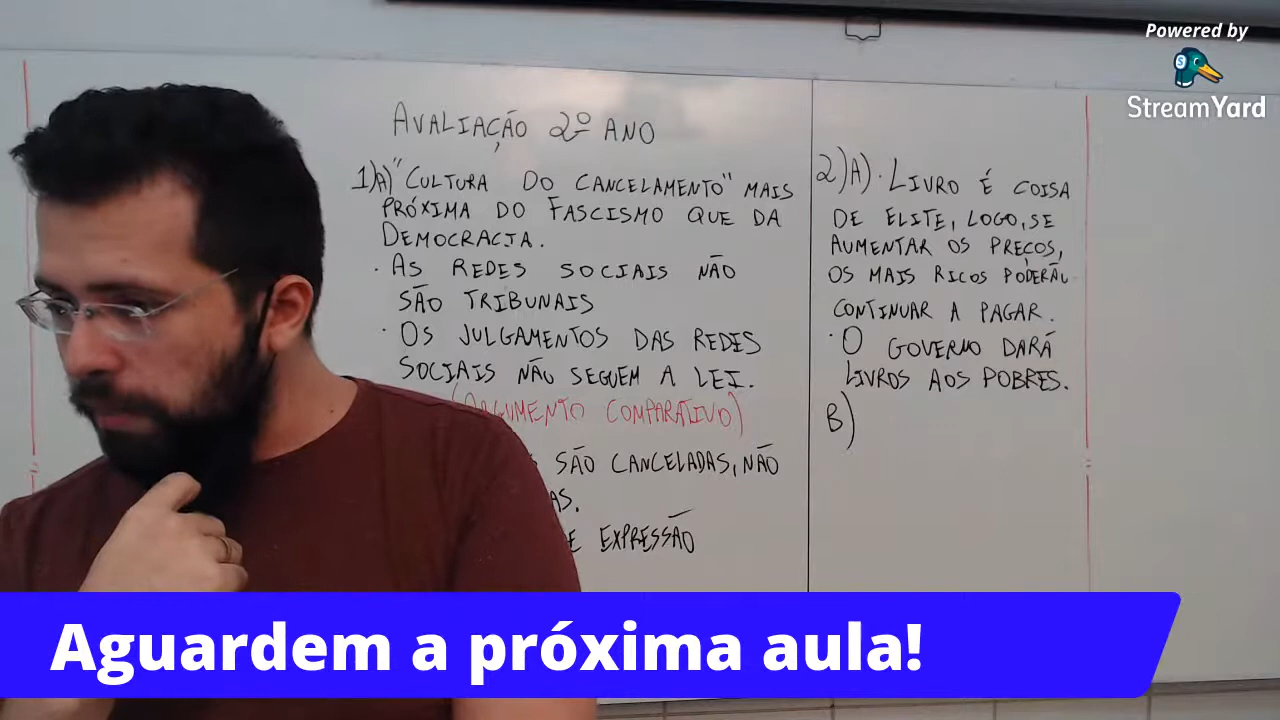 Powered by
StreamYard
AVALIAÇÃO 2º ANO
1)A) "CULTURA DO CANCELAMENTO" MAIS
PRÓXIMA DO FASCISMO QUE DA
DEMOCRACIA.
· AS REDES SOCIAIS NÃO
SÃO TRIBUNAIS
· OS JULGAMENTOS DAS REDES
SOCIAIS NÃO SEGUEM A LEI.
(ARGUMENTO COMPARATIVO)
SÃO CANCELADAS, NÃO
AS.
E EXPRESSÃO
2)A) · LIVRO É COISA
DE ELITE, LOGO, SE
AUMENTAR OS PREÇOS,
OS MAIS RICOS PODERÃO
CONTINUAR A PAGAR.
· O GOVERNO DARÁ
LIVROS AOS POBRES.
B)
Aguardem a próxima aula!